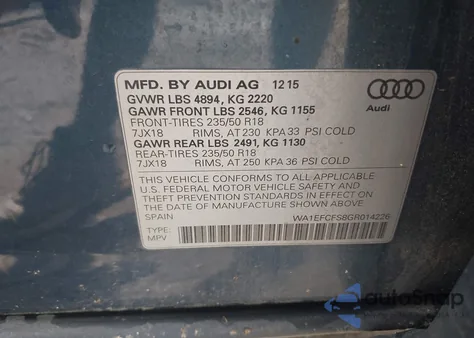 MFD. BY AUDI AG 12 15
GVWR LBS 4894, KG 2220
GAWR FRONT LBS 2546, KG 1155
FRONT-TIRES 235/50 R18
7JX18 RIMS, AT 230 KPA 33 PSI COLD
GAWR REAR LBS 2491, KG 1130
REAR-TIRES 235/50 R18
7JX18 RIMS, AT 250 KPA 36 PSI COLD
THIS VEHICLE CONFORMS TO ALL APPLICABLE
U.S. FEDERAL MOTOR VEHICLE SAFETY AND
THEFT PREVENTION STANDARDS IN EFFECT ON
THE DATE OF MANUFACTURE SHOWN ABOVE.
SPAIN WA1EFCFS8GR014226
TYPE:
MPV
Audi
autoSnap